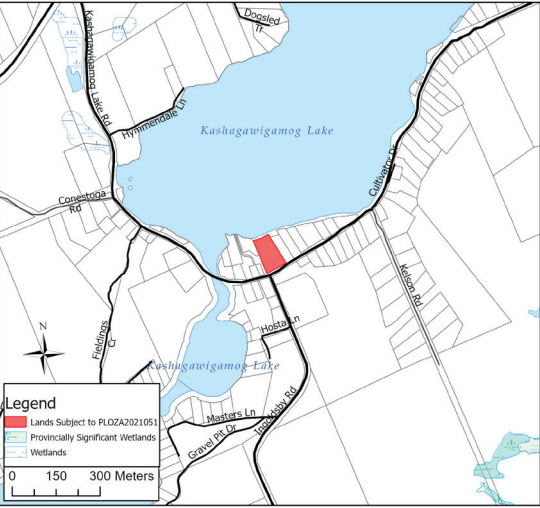 Dogsled
Tr
Kashagawigamog Lake Rd
Hymmendale Ln
Kashagawigamog Lake
Cultivator Dr
Conestoga
Rd
Kelson Rd
Fieldings
Cr
N
Hosta Ln
Kashagawigamog Lake
Ingoldsby Rd
Masters Ln
Gravel Pit Dr
Legend
Lands Subject to PLOZA2021051
Provincially Significant Wetlands
Wetlands
0 150 300 Meters